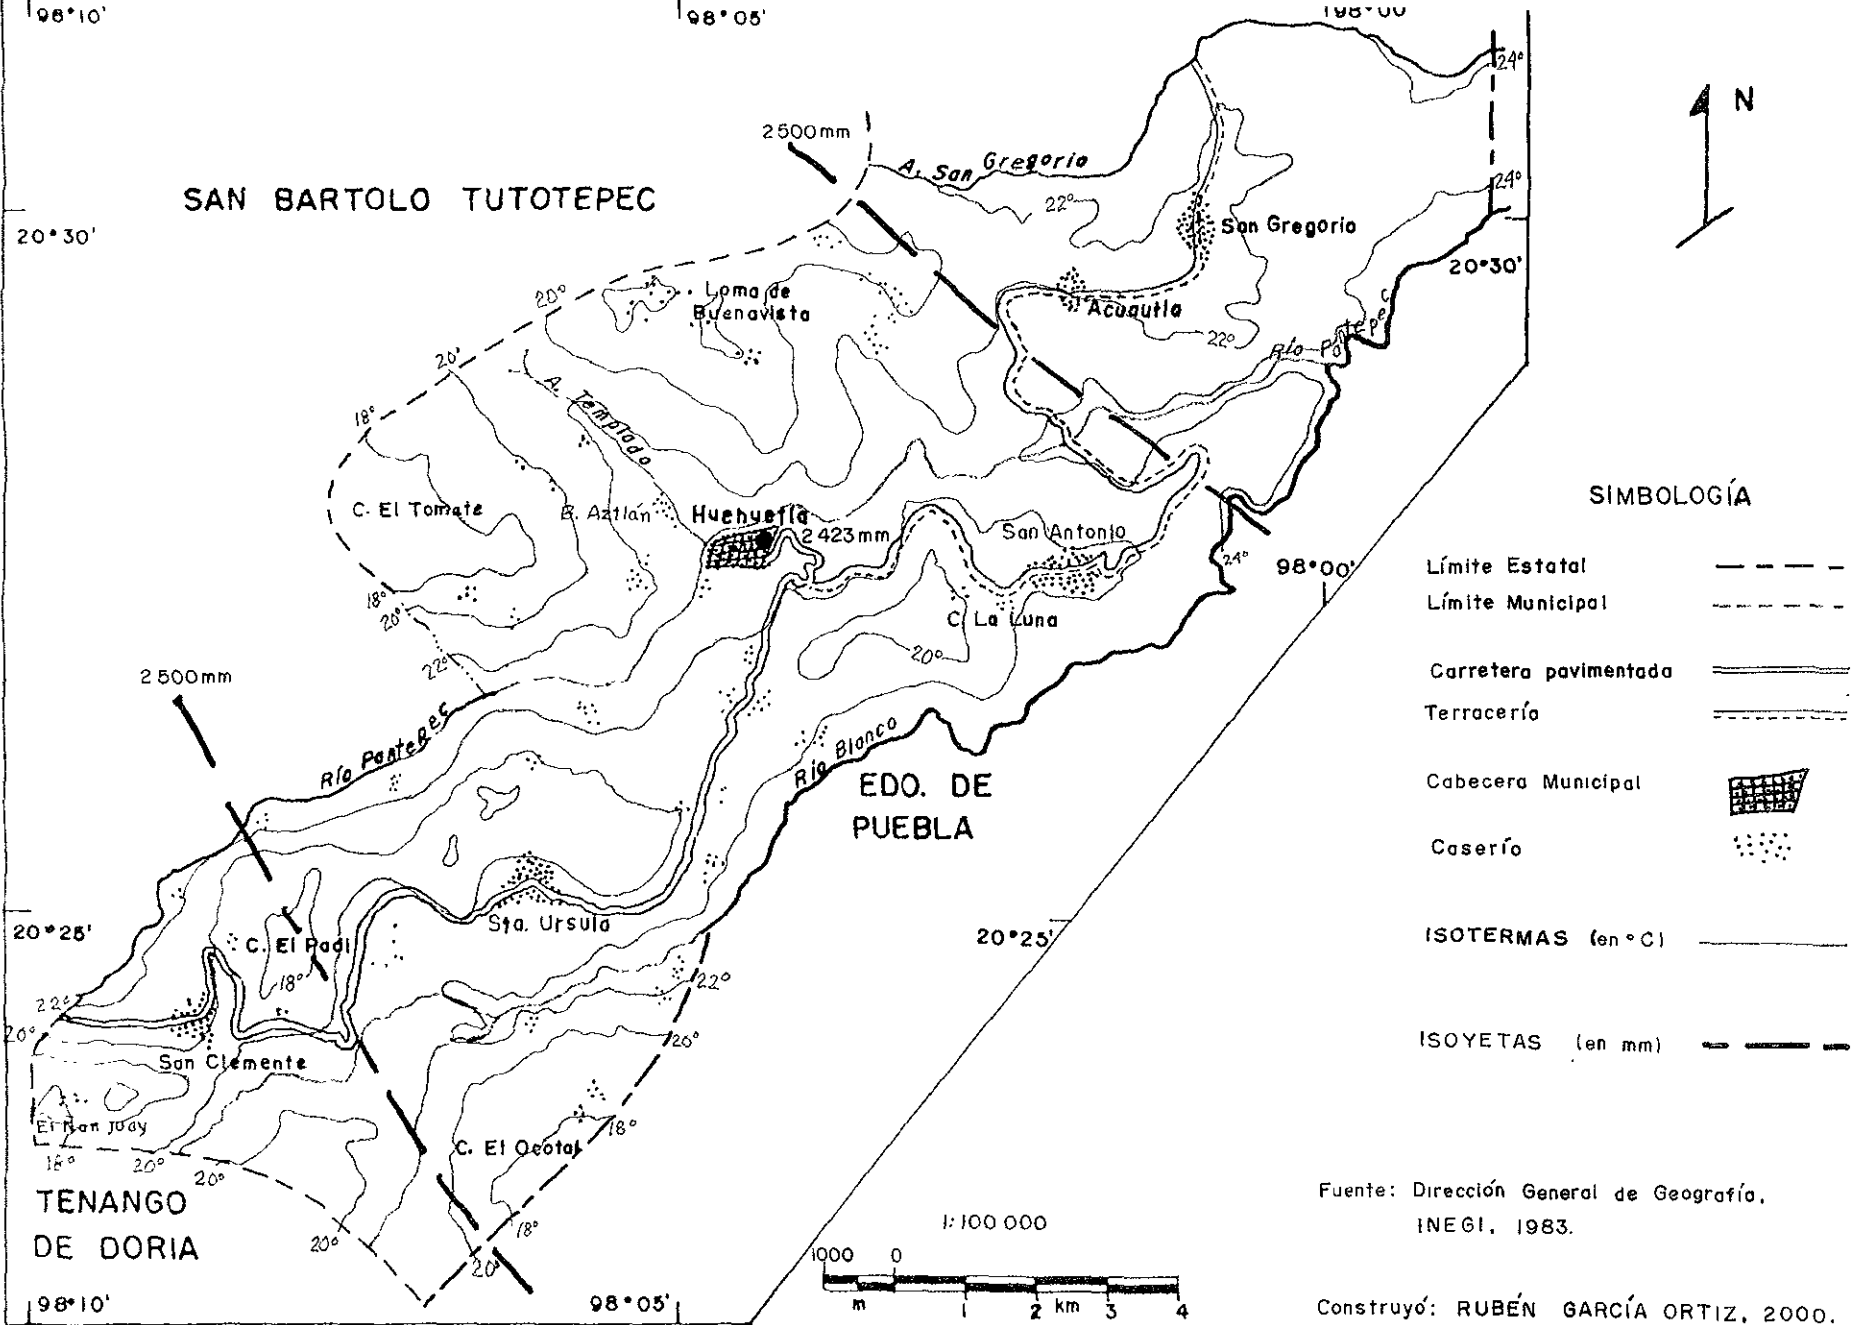 98°10'
98°05'
198°00
24°
N
2500mm
A. San Gregorio
SAN BARTOLO TUTOTEPEC
22°
24°
San Gregorio
20°30'
20°30'
20°
Loma de
Buenavista
Acuautla
22°
Río Pantepec
20'
A. Templado
18°
C. El Tomate
B. Aztlán
Huehuetla
2423mm
San Antonio
SIMBOLOGÍA
24°
98°00'
Límite Estatal
Límite Municipal
18°
20°
C. La Luna
20°
22°
2500mm
Carretera pavimentada
Terracería
Río Pantepec
Río Blanco
EDO. DE
PUEBLA
Cabecera Municipal
Caserío
Sta. Ursula
20°25'
C. El Padi
20°25'
ISOTERMAS (en °C)
18°
22°
22°
20°
20°
ISOYETAS (en mm)
San Clemente
18°
C. El Ocotal
18°
20°
20°
TENANGO
DE DORIA
20°
18°
20°
Fuente: Dirección General de Geografía,
INEGI, 1983.
1:100 000
1000 0
m 1 2 km 3 4
98°10'
98°05'
Construyó: RUBÉN GARCÍA ORTIZ, 2000.